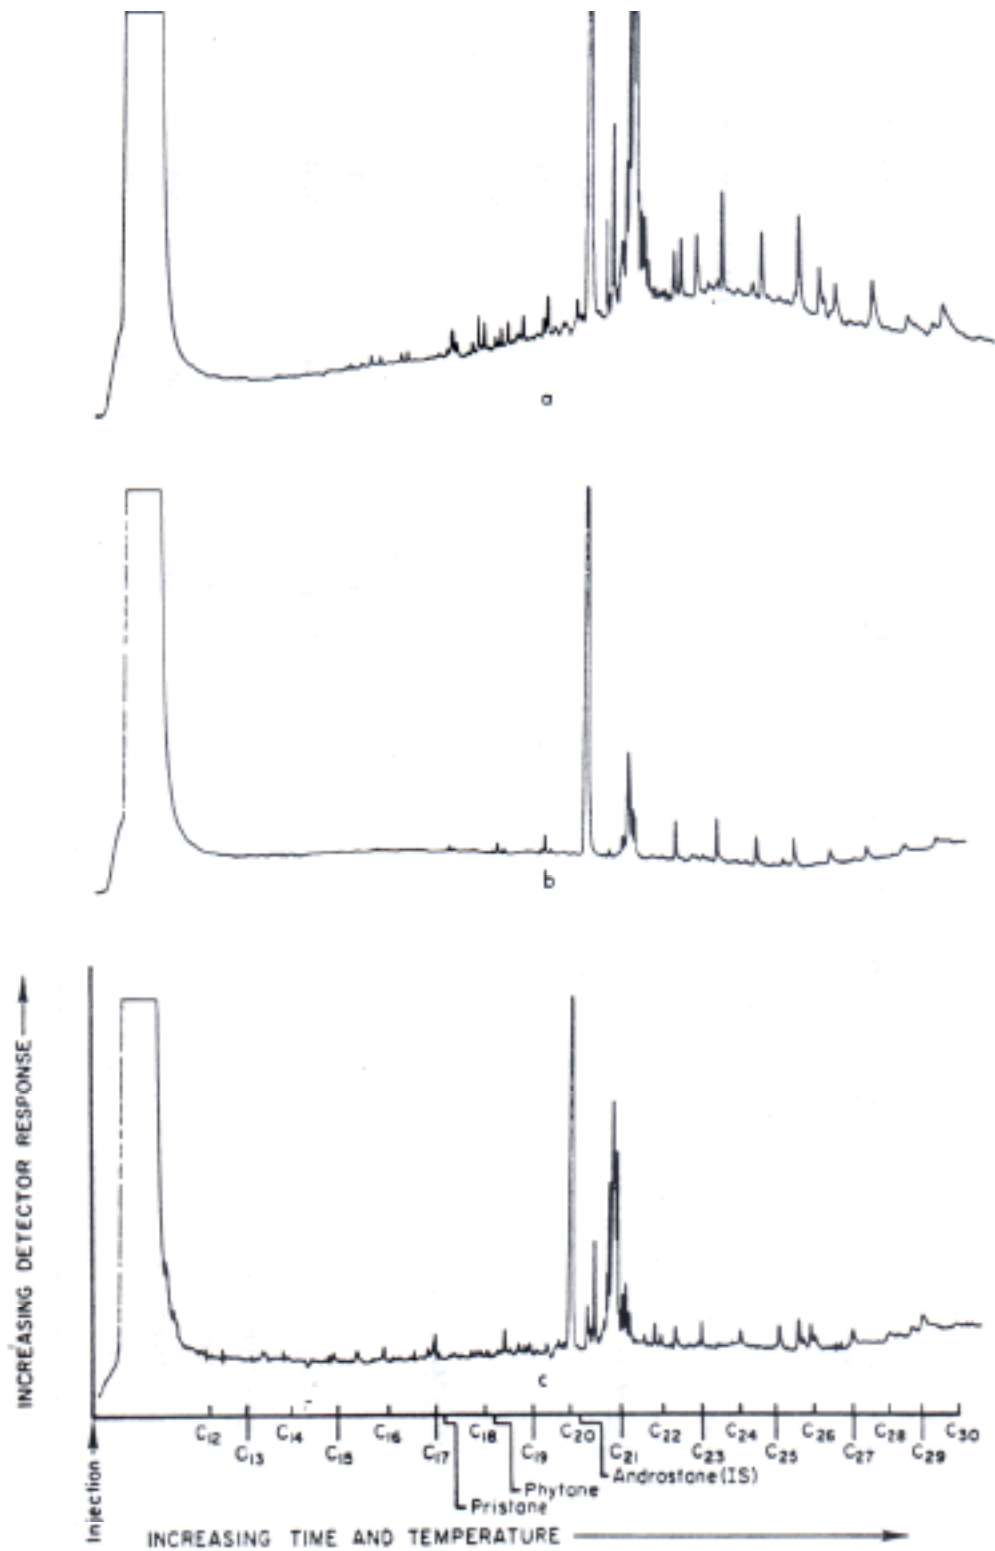 a
b
INCREASING DETECTOR RESPONSE
c
C12 C14 C16 C18 C20 C22 C24 C26 C28 C30
C13 C15 C17 C19 C21 C23 C25 C27 C29
Androstane (IS)
Phytane
Pristane
Injection
INCREASING TIME AND TEMPERATURE